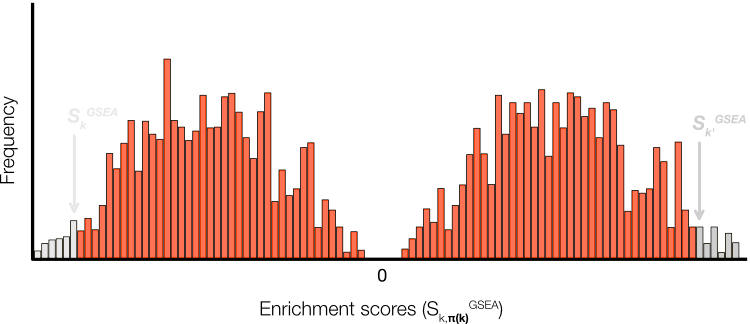 S_k^GSEA
S_k'^GSEA
Frequency
0
Enrichment scores (S_k,π(k)^GSEA)